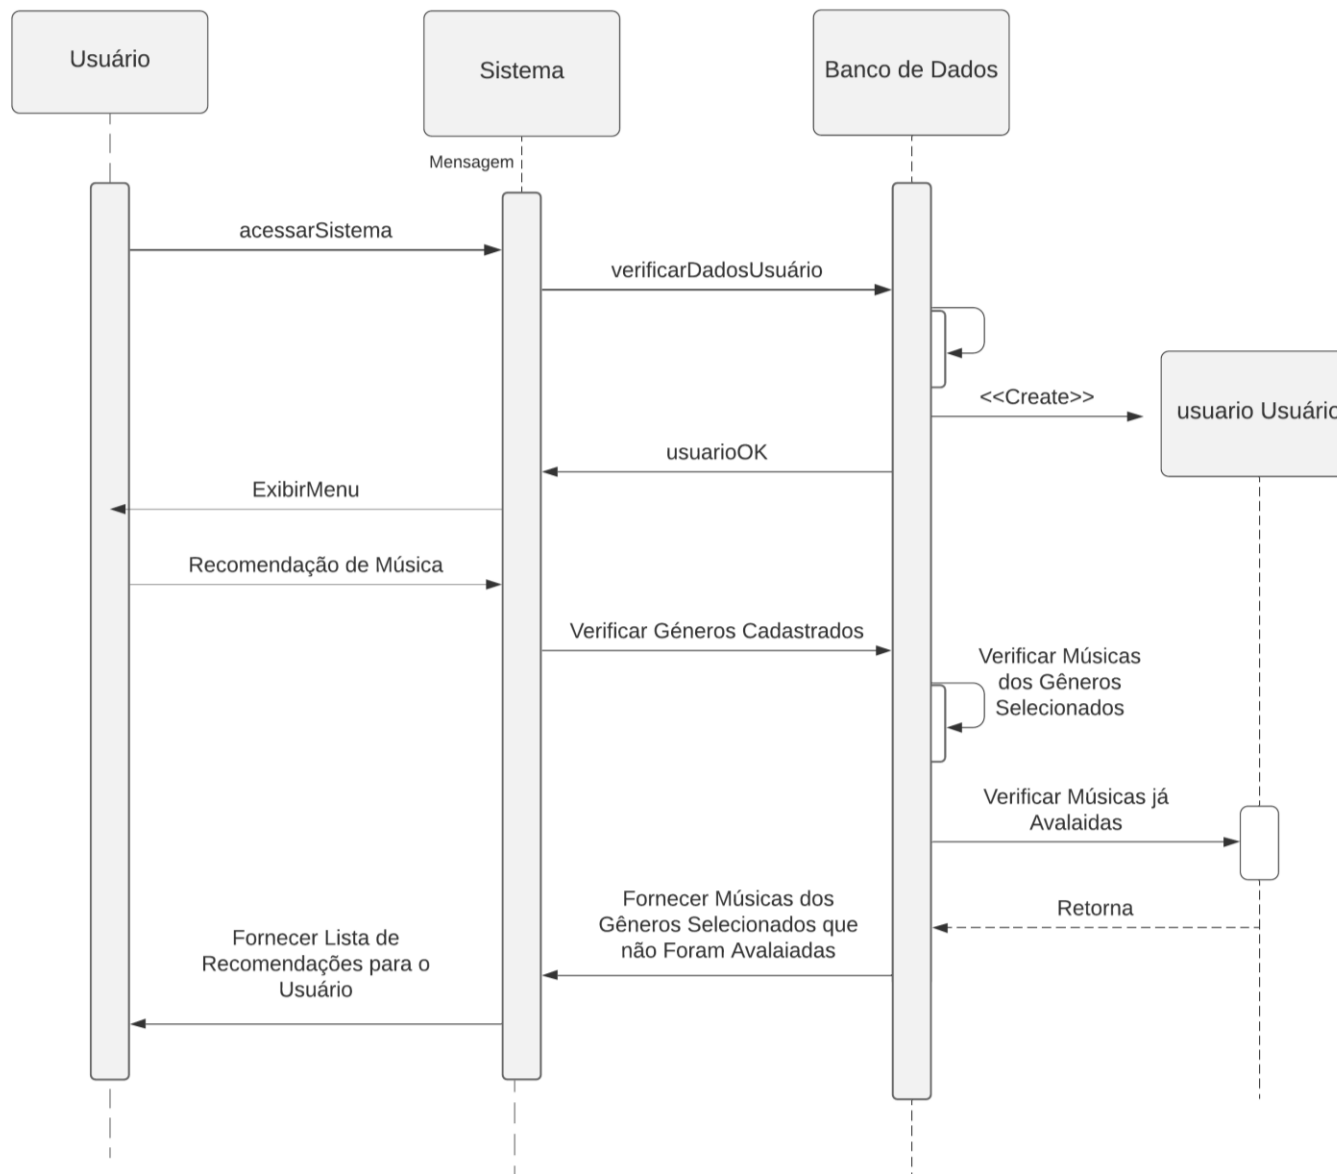 Usuário
Sistema
Banco de Dados
Mensagem
acessarSistema
verificarDadosUsuário
<<Create>>
usuario Usuário
usuarioOK
ExibirMenu
Recomendação de Música
Verificar Géneros Cadastrados
Verificar Músicas
dos Gêneros
Selecionados
Verificar Músicas já
Avalaidas
Fornecer Músicas dos
Gêneros Selecionados que
não Foram Avalaiadas
Retorna
Fornecer Lista de
Recomendações para o
Usuário